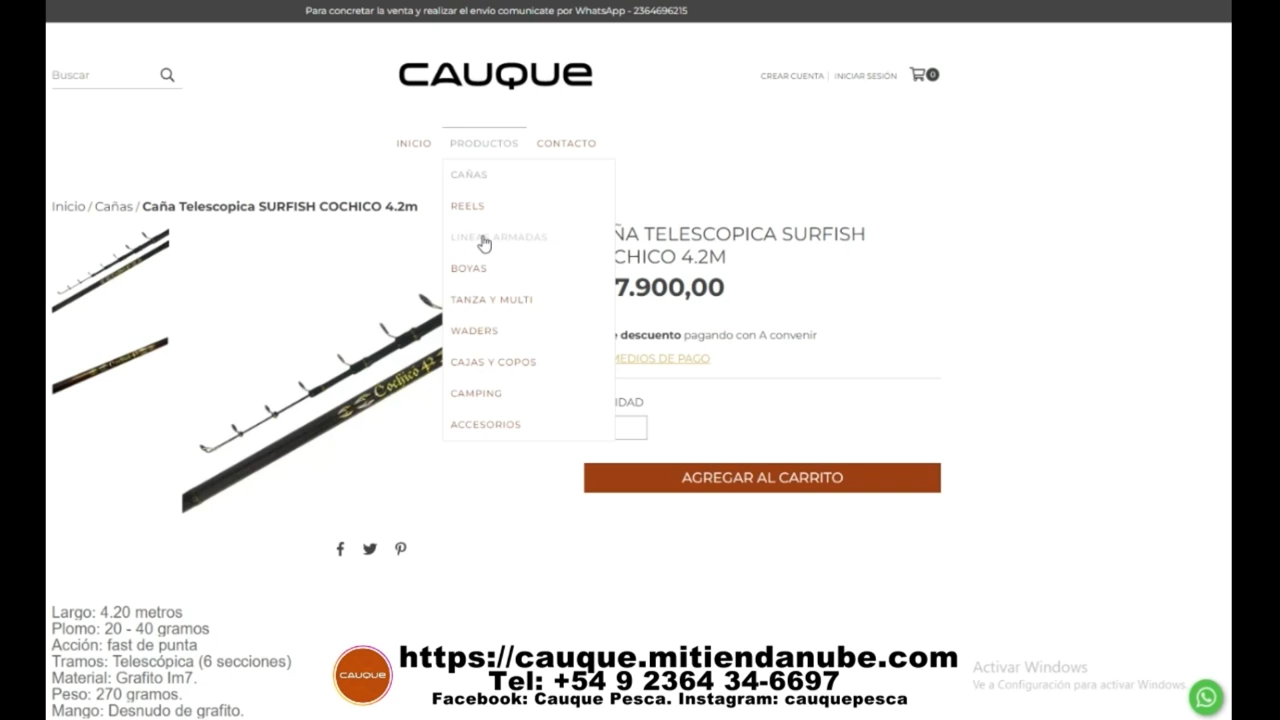 Para concretar la venta y realizar el envío comunicate por WhatsApp - 2364696215
Buscar
CAUQUE
CREAR CUENTA | INICIAR SESIÓN
0
INICIO PRODUCTOS CONTACTO
CAÑAS
REELS
LINEAS ARMADAS
BOYAS
TANZA Y MULTI
WADERS
CAJAS Y COPOS
CAMPING
ACCESORIOS
Inicio / Cañas / Caña Telescopica SURFISH COCHICO 4.2m
Cochico 42
ÑA TELESCOPICA SURFISH
CHICO 4.2M
7.900,00
descuento pagando con A convenir
MEDIOS DE PAGO
IDAD
AGREGAR AL CARRITO
Largo: 4.20 metros
Plomo: 20 - 40 gramos
Acción: fast de punta
Tramos: Telescópica (6 secciones)
Material: Grafito Im7.
Peso: 270 gramos.
Mango: Desnudo de grafito.
CAUQUE
https://cauque.mitiendanube.com
Tel: +54 9 2364 34-6697
Facebook: Cauque Pesca. Instagram: cauquepesca
Activar Windows
Ve a Configuración para activar Windows.